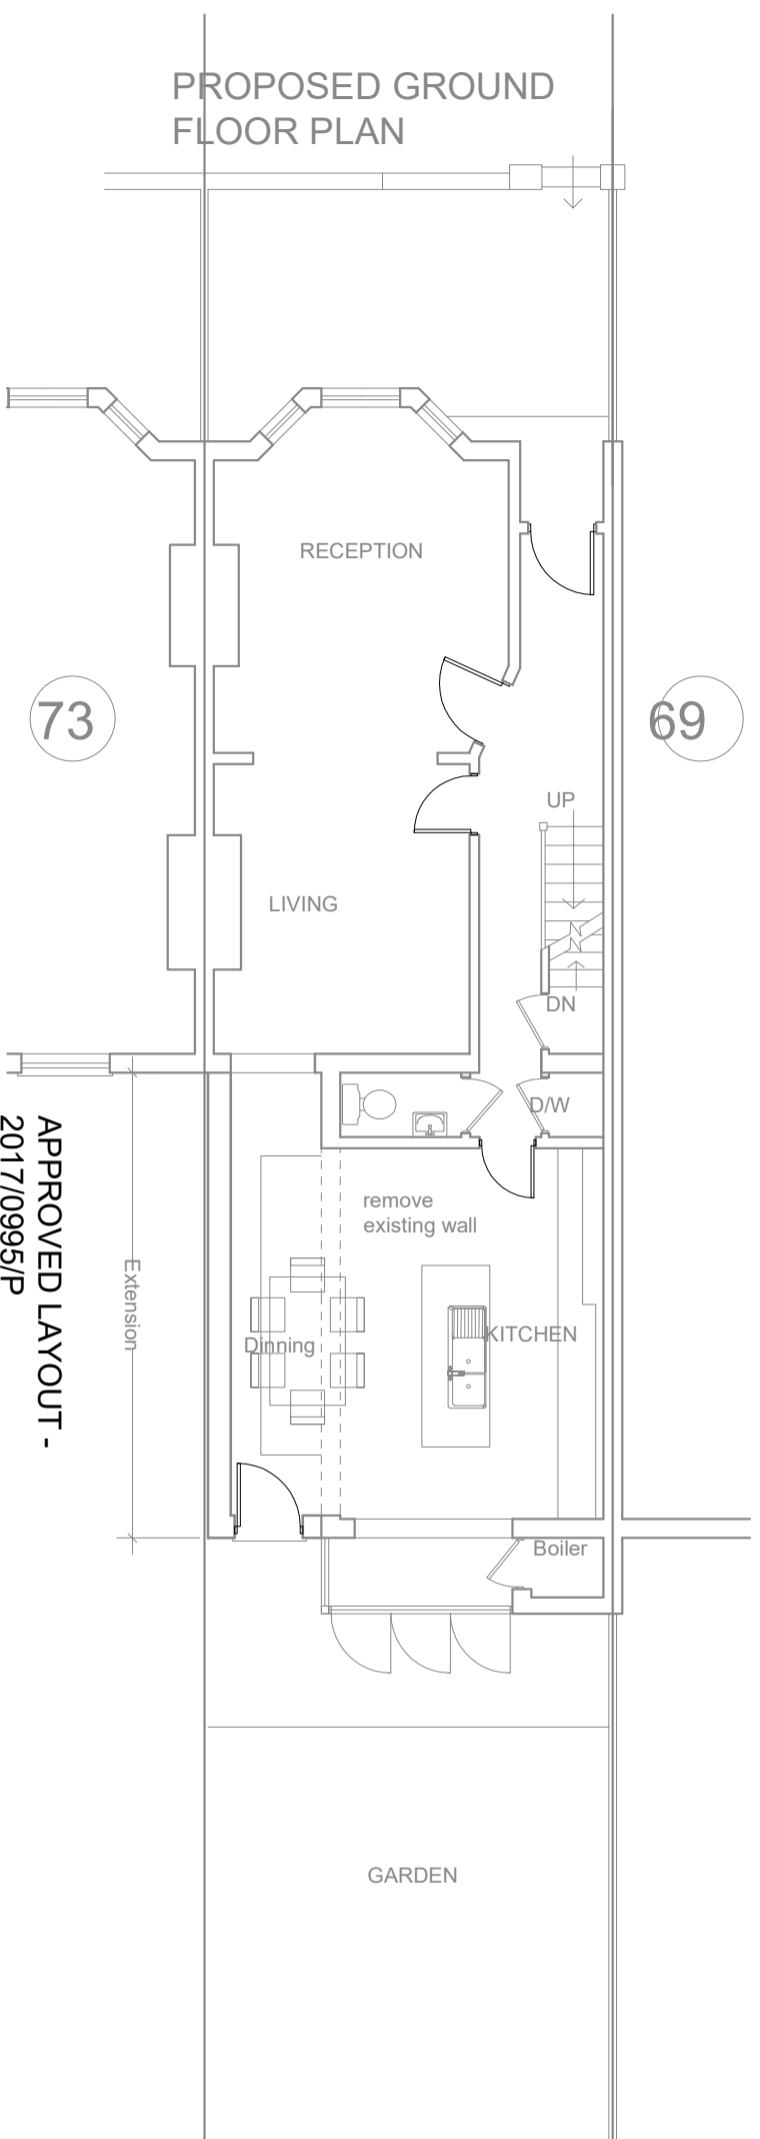 PROPOSED GROUND
FLOOR PLAN
RECEPTION
73
69
UP
LIVING
DN
D/W
remove
existing wall
Extension
Dinning
KITCHEN
APPROVED LAYOUT -
2017/0995/P
Boiler
GARDEN